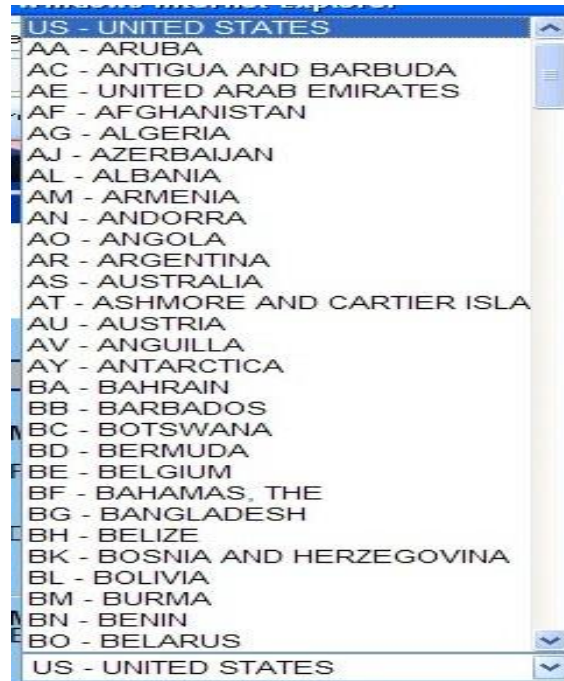 Windows Internet Explorer
US - UNITED STATES
AA - ARUBA
AC - ANTIGUA AND BARBUDA
AE - UNITED ARAB EMIRATES
AF - AFGHANISTAN
AG - ALGERIA
AJ - AZERBAIJAN
AL - ALBANIA
AM - ARMENIA
AN - ANDORRA
AO - ANGOLA
AR - ARGENTINA
AS - AUSTRALIA
AT - ASHMORE AND CARTIER ISLA
AU - AUSTRIA
AV - ANGUILLA
AY - ANTARCTICA
BA - BAHRAIN
BB - BARBADOS
BC - BOTSWANA
BD - BERMUDA
BE - BELGIUM
BF - BAHAMAS, THE
BG - BANGLADESH
BH - BELIZE
BK - BOSNIA AND HERZEGOVINA
BL - BOLIVIA
BM - BURMA
BN - BENIN
BO - BELARUS
US - UNITED STATES